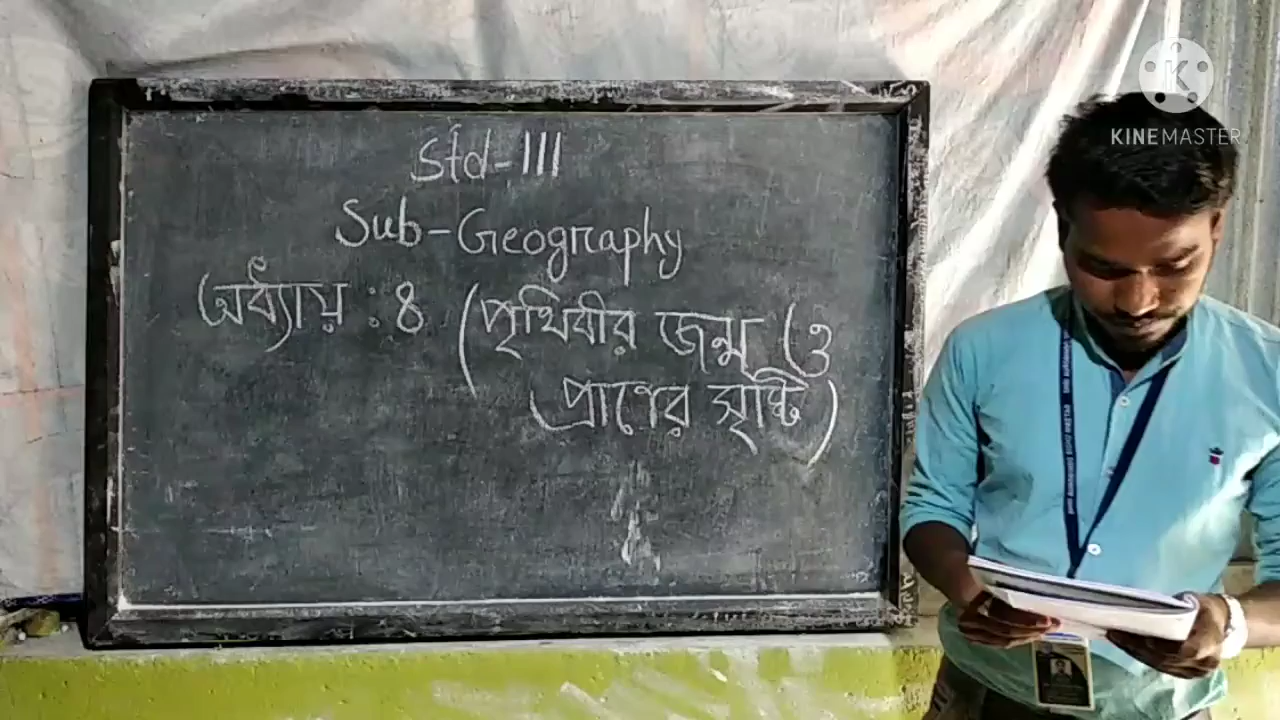 Std-III
Sub-Geography
অধ্যায় : ৪ (পৃথিবীর জন্ম ও
প্রাণের সৃষ্টি)
KINEMASTER